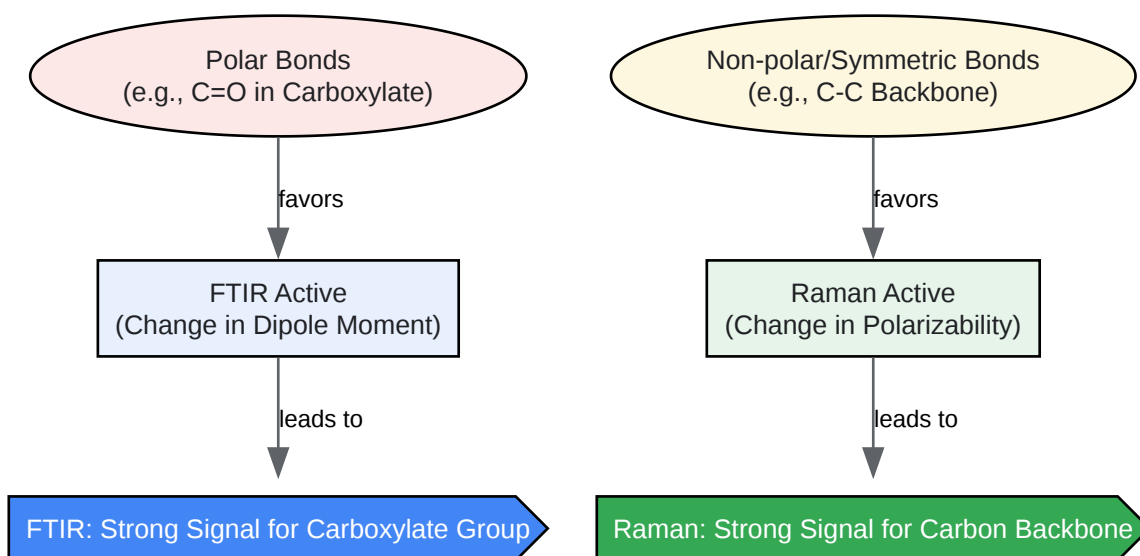 Polar Bonds
(e.g., C=O in Carboxylate)
favors
FTIR Active
(Change in Dipole Moment)
leads to
FTIR: Strong Signal for Carboxylate Group
Non-polar/Symmetric Bonds
(e.g., C-C Backbone)
favors
Raman Active
(Change in Polarizability)
leads to
Raman: Strong Signal for Carbon Backbone